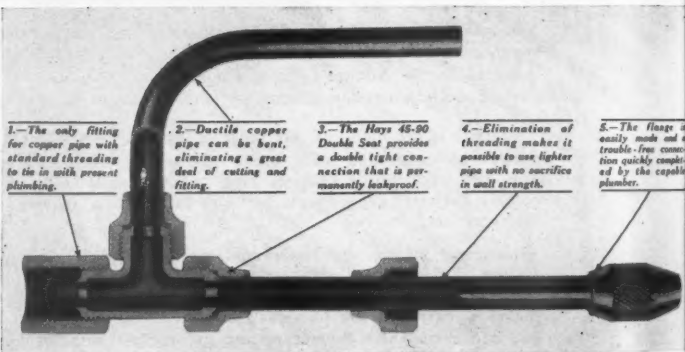 1.—The only fitting
for copper pipe with
standard threading
to tie in with present
plumbing.
2.—Ductile copper
pipe can be bent,
eliminating a great
deal of cutting and
fitting.
3.—The Hays 45-90
Double Seat provides
a double tight con-
nection that is per-
manently leakproof.
4.—Elimination of
threading makes it
possible to use lighter
pipe with no sacrifice
in wall strength.
5.—The flange is
easily made and a
trouble-free connec-
tion quickly complet-
ed by the capable
plumber.